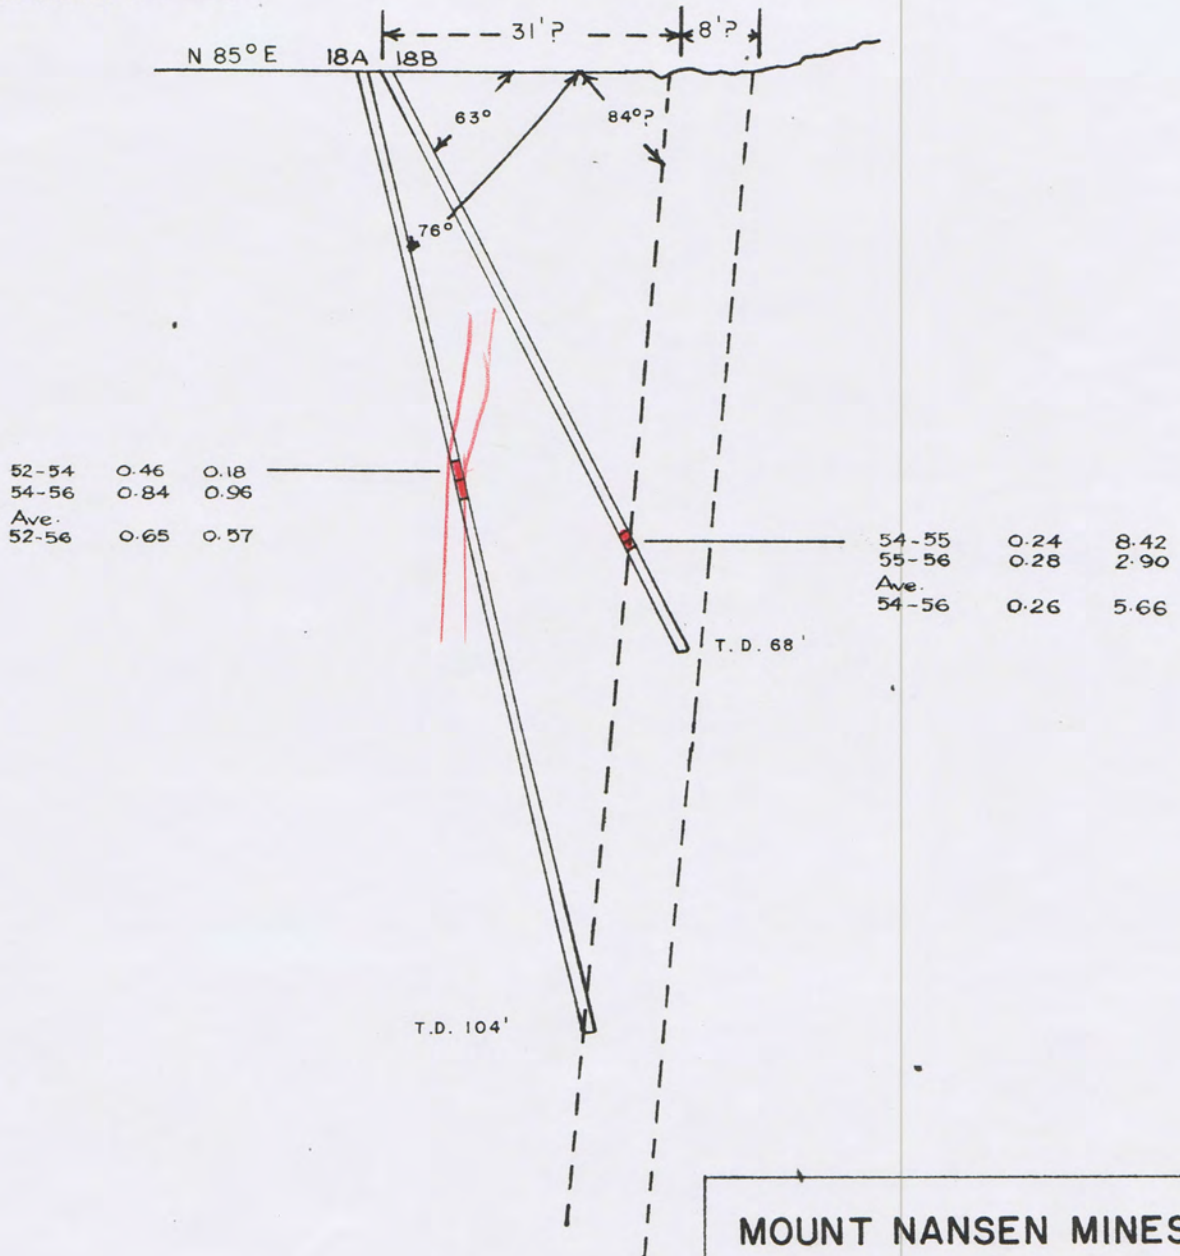 31'? 8'?
N 85° E 18A 18B
63° 84°?
76°
52-54 0.46 0.18
54-56 0.84 0.96
Ave.
52-56 0.65 0.57
54-55 0.24 8.42
55-56 0.28 2.90
Ave.
54-56 0.26 5.66
T. D. 68'
T.D. 104'
MOUNT NANSEN MINES